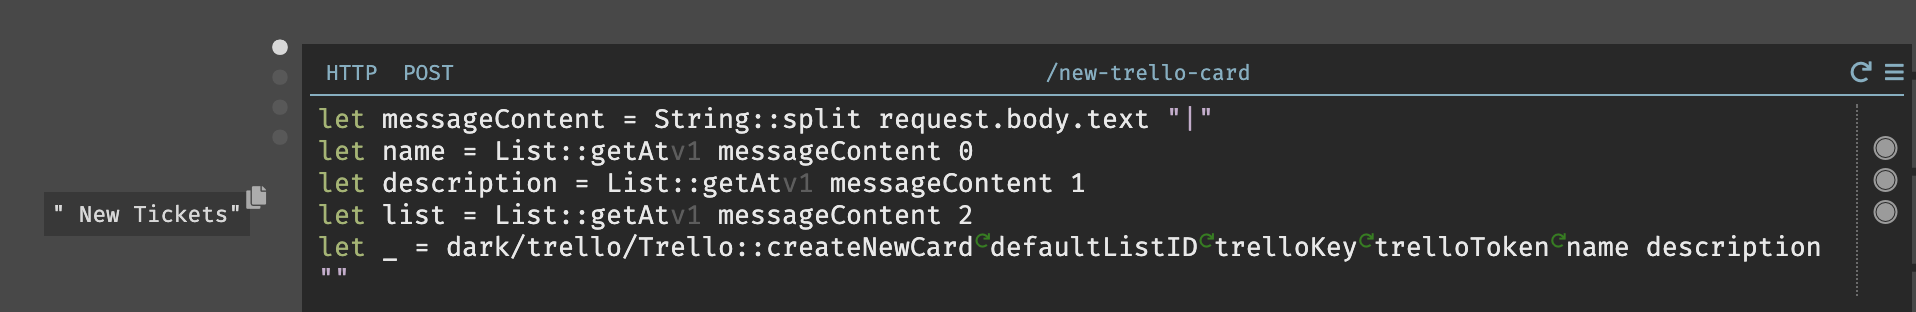 HTTP POST /new-trello-card
let messageContent = String::split request.body.text "|"
let name = List::getAtv1 messageContent 0
let description = List::getAtv1 messageContent 1
" New Tickets"
let list = List::getAtv1 messageContent 2
let _ = dark/trello/Trello::createNewCard defaultListID trelloKey trelloToken name description
""